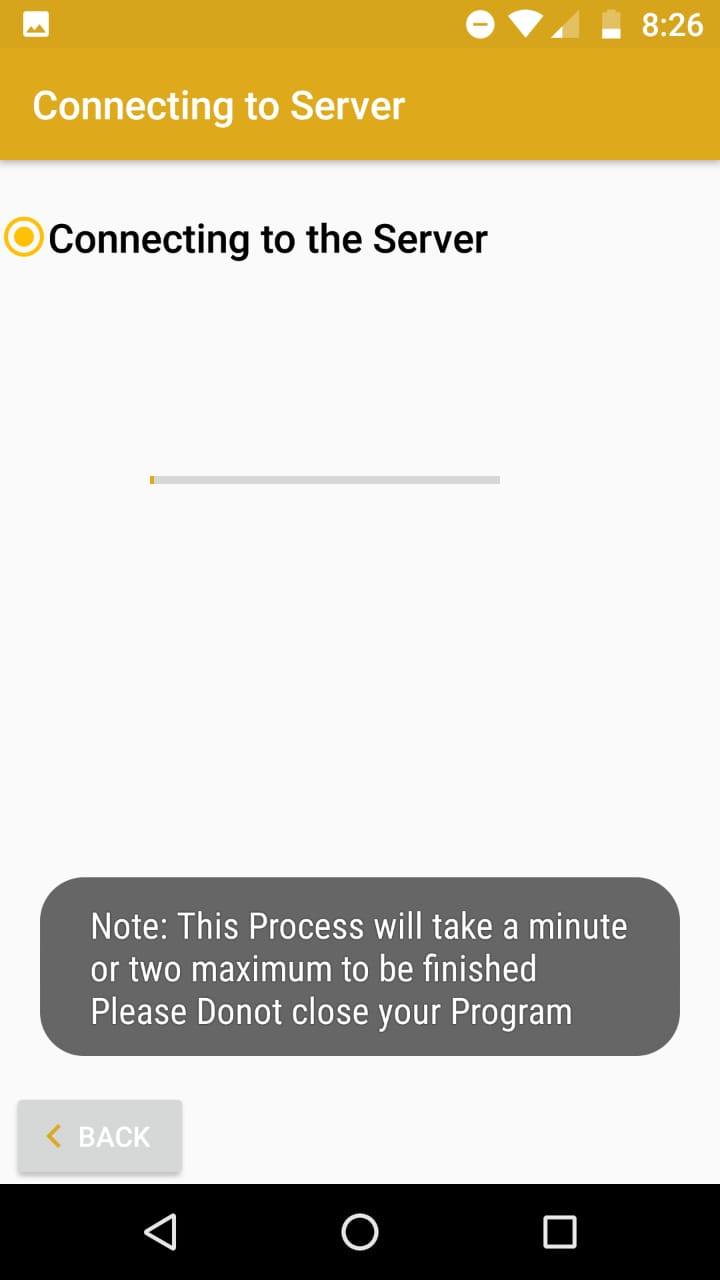 8:26
Connecting to Server
Connecting to the Server
Note: This Process will take a minute
or two maximum to be finished
Please Donot close your Program
BACK